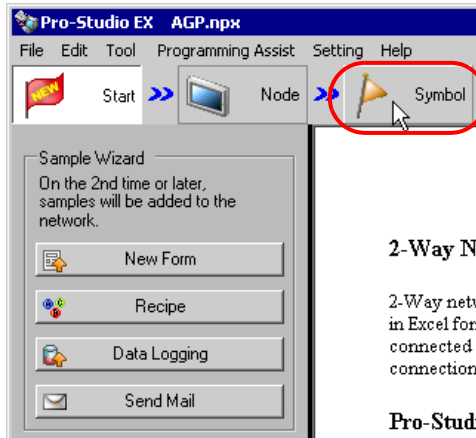 Pro-Studio EX AGP.npx
File Edit Tool Programming Assist Setting Help
NEW Start Node Symbol
Sample Wizard
On the 2nd time or later,
samples will be added to the
network.
New Form
Recipe
Data Logging
Send Mail
2-Way N
2-Way netw
in Excel for
connected
connection
Pro-Studi